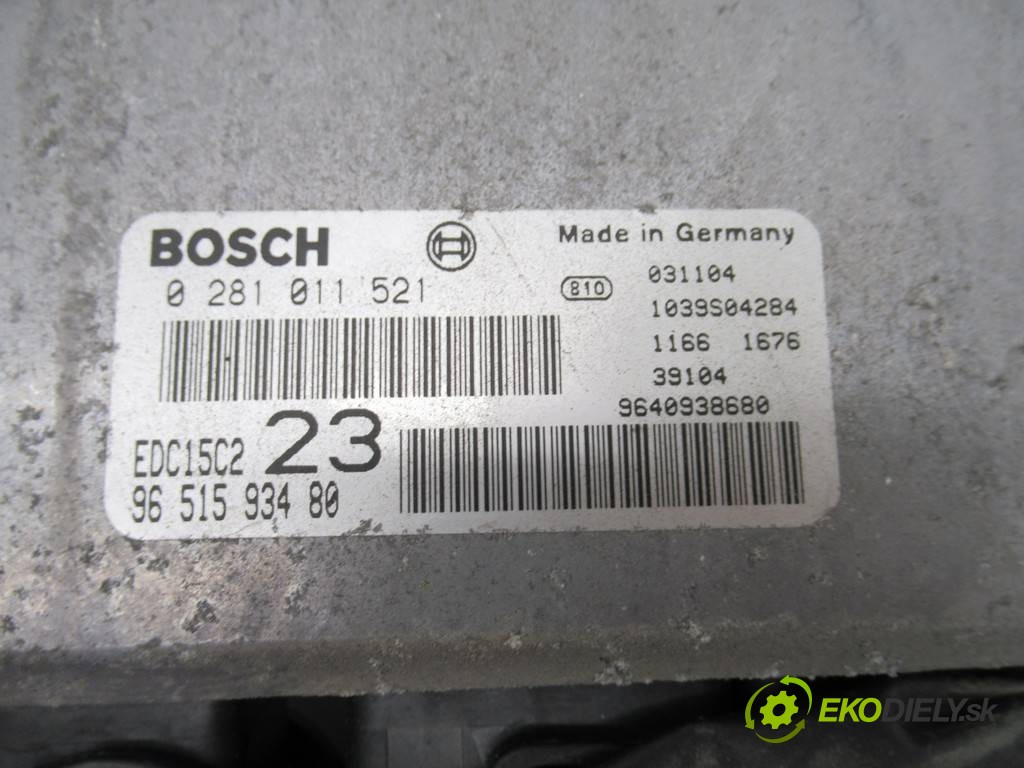 BOSCH
Made in Germany
0 281 011 521
810
031104
1039S04284
1166 1676
39104
9640938680
EDC15C2 23
96 515 934 80
EKODIELY.sk